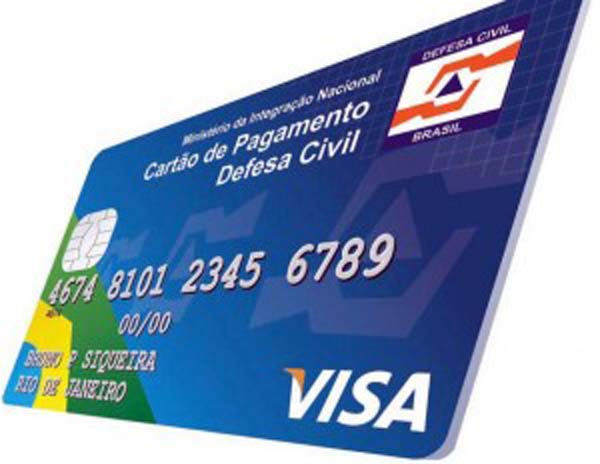 DEFESA CIVIL
BRASIL
Ministério da Integração Nacional
Cartão de Pagamento
Defesa Civil
4674 8101 2345 6789
00/00
BRUNO P SIQUEIRA
RIO DE JANEIRO
VISA